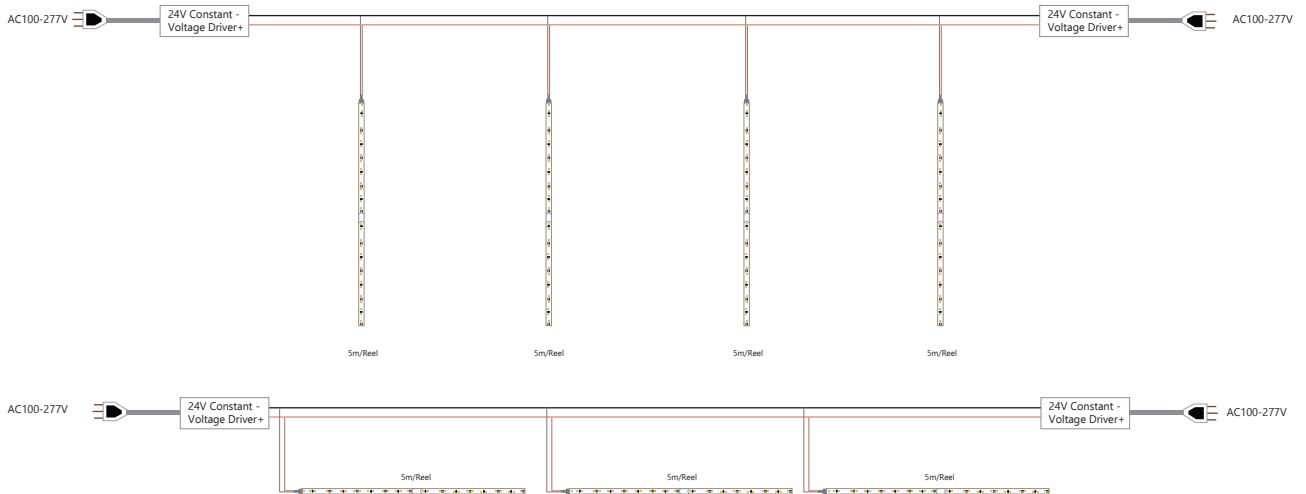 AC100-277V
24V Constant -
Voltage Driver+
24V Constant -
Voltage Driver+
AC100-277V
5m/Reel
5m/Reel
5m/Reel
5m/Reel
AC100-277V
24V Constant -
Voltage Driver+
24V Constant -
Voltage Driver+
AC100-277V
5m/Reel
5m/Reel
5m/Reel